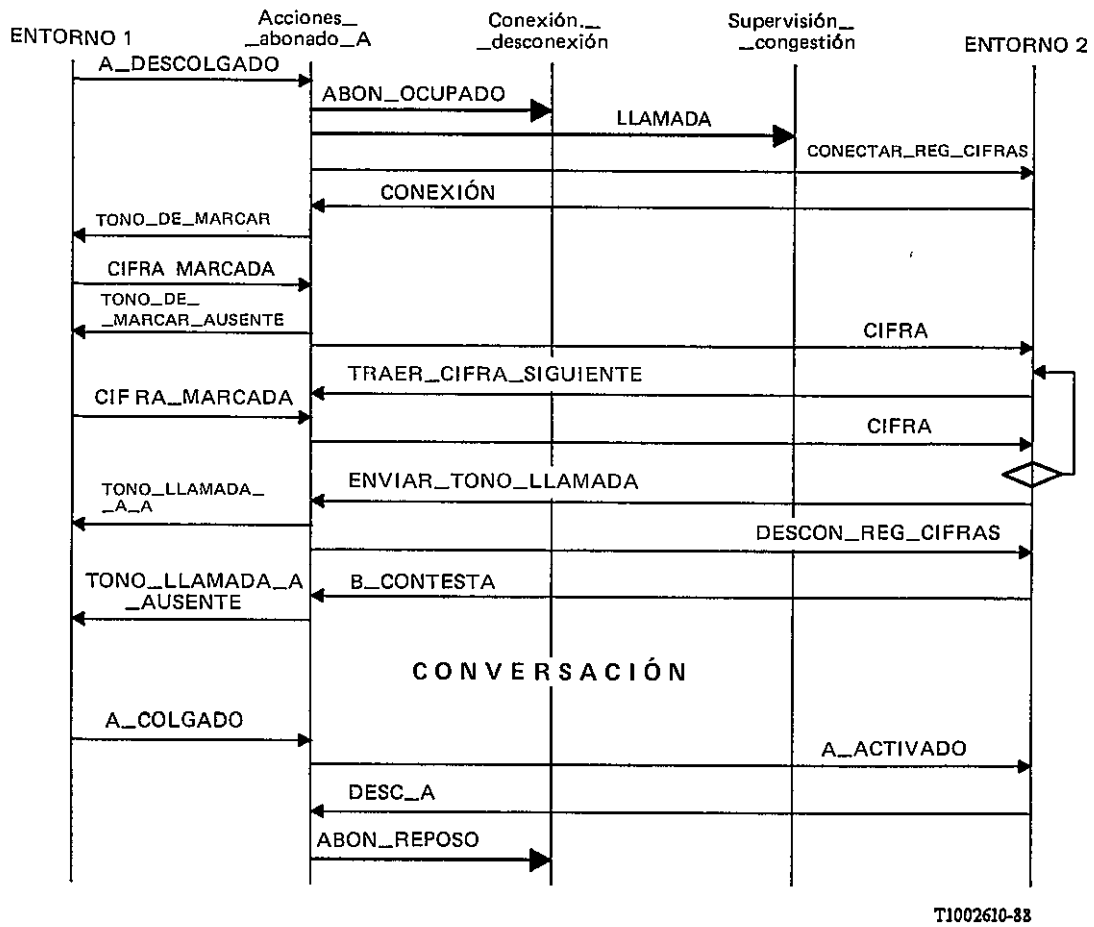 ENTORNO 1
Acciones_
_abonado_A
Conexión_
_desconexión
Supervisión_
_congestión
ENTORNO 2
A_DESCOLGADO
ABON_OCUPADO
LLAMADA
CONECTAR_REG_CIFRAS
CONEXIÓN
TONO_DE_MARCAR
CIFRA MARCADA
TONO_DE_
_MARCAR_AUSENTE
CIFRA
TRAER_CIFRA_SIGUIENTE
CIFRA_MARCADA
CIFRA
ENVIAR_TONO_LLAMADA
TONO_LLAMADA_
_A_A
DESCON_REG_CIFRAS
TONO_LLAMADA_A
_AUSENTE
B_CONTESTA
CONVERSACIÓN
A_COLGADO
A_ACTIVADO
DESC_A
ABON_REPOSO
T1002610-88